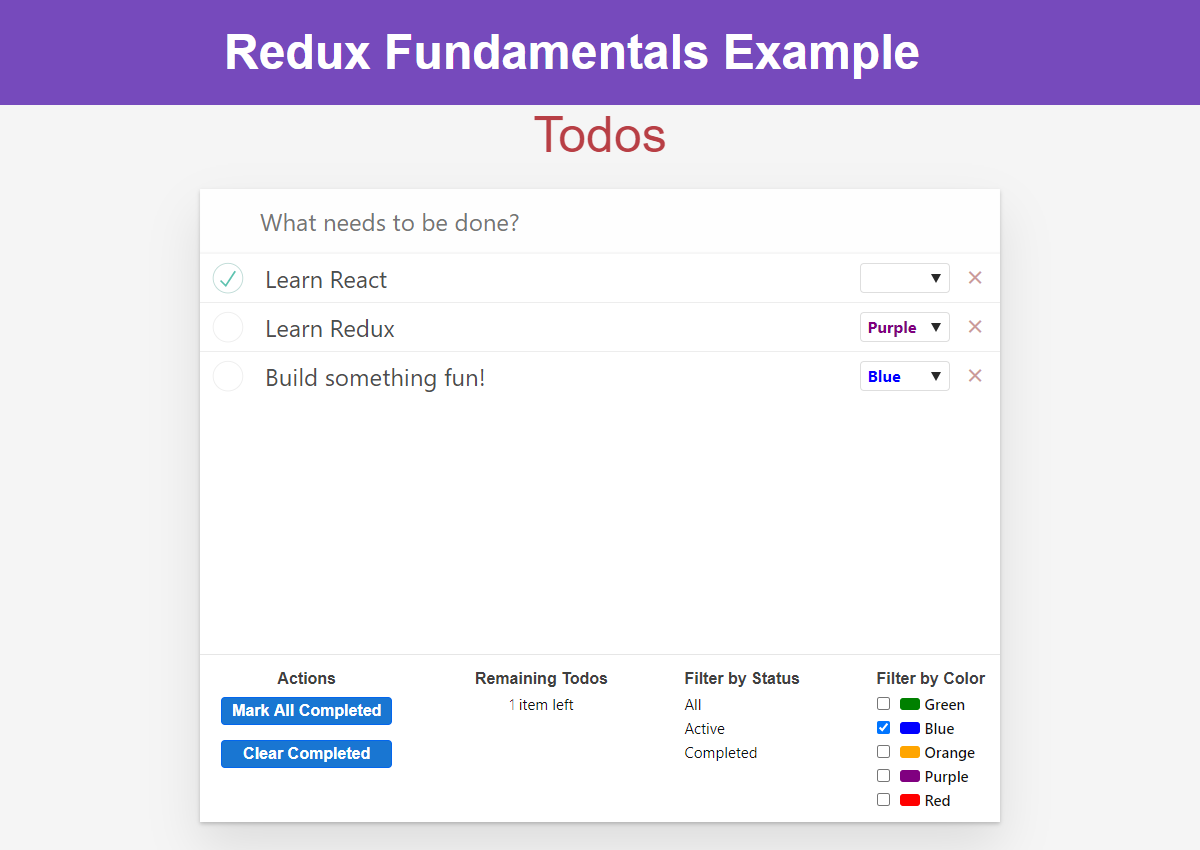 Redux Fundamentals Example
Todos
What needs to be done?
Learn React
Learn Redux
Purple
Build something fun!
Blue
Actions
Mark All Completed
Clear Completed
Remaining Todos
1 item left
Filter by Status
All
Active
Completed
Filter by Color
Green
Blue
Orange
Purple
Red